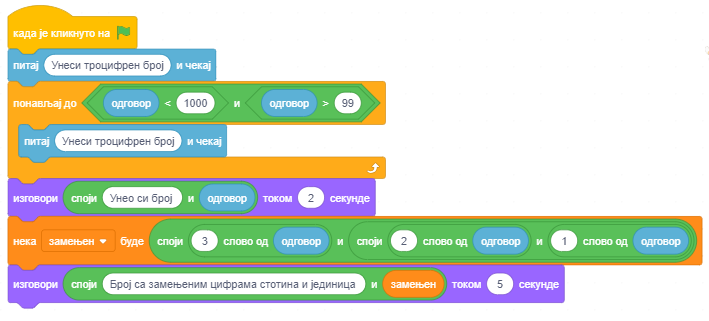 када је кликнуто на
питај Унеси троцифрен број и чекај
понављај до одговор < 1000 и одговор > 99
питај Унеси троцифрен број и чекај
изговори споји Унео си број и одговор током 2 секунде
нека замењен буде споји 3 слово од одговор и споји 2 слово од одговор и 1 слово од одговор
изговори споји Број са замењеним цифрама стотина и јединица и замењен током 5 секунде